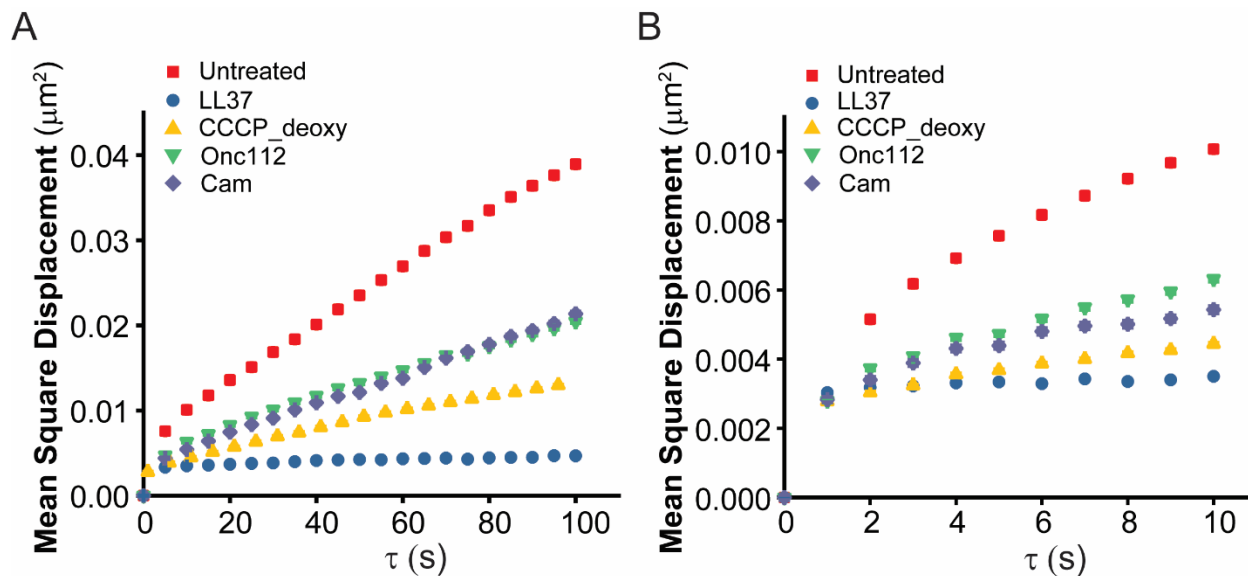 A
Untreated
LL37
CCCP_deoxy
Onc112
Cam
Mean Square Displacement (μm²)
0.04
0.03
0.02
0.01
0.00
0 20 40 60 80 100
τ (s)
B
Untreated
LL37
CCCP_deoxy
Onc112
Cam
Mean Square Displacement (μm²)
0.010
0.008
0.006
0.004
0.002
0.000
0 2 4 6 8 10
τ (s)